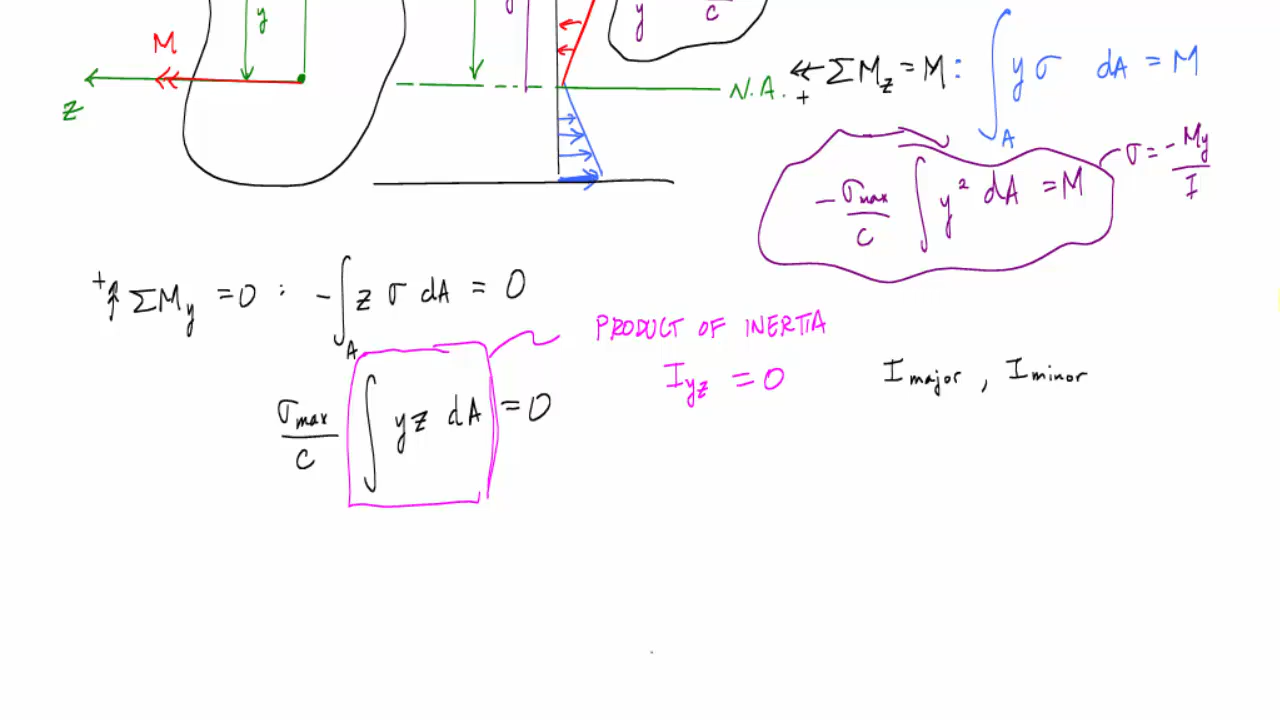 y
y
y
c
M
z
N.A.
↞+ ΣM_z = M : ∫_A yσ dA = M
-σ_max/c ∫ y² dA = M
σ = -My/I
+↟ ΣM_y = 0 : -∫_A z σ dA = 0
PRODUCT OF INERTIA
I_yz = 0
I_major , I_minor
σ_max/c ∫ yz dA = 0